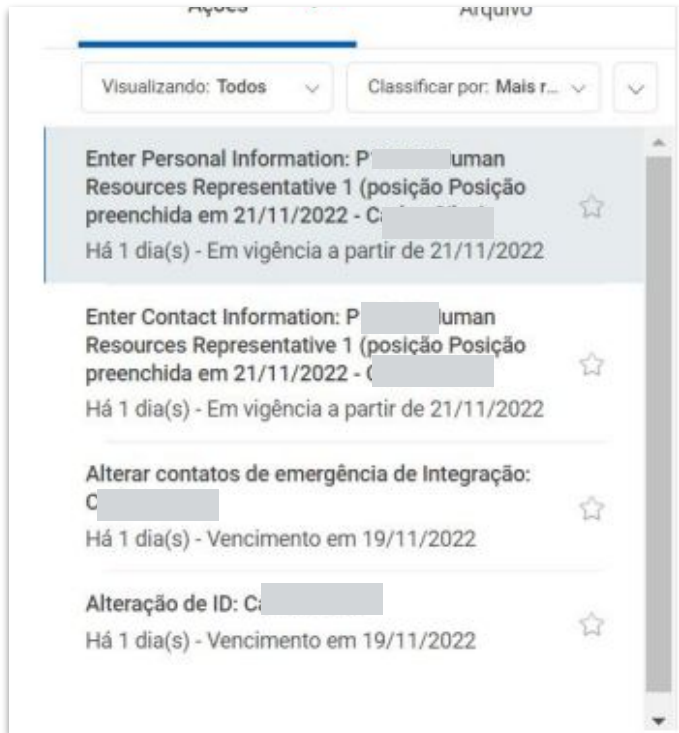 Ações
Arquivo
Visualizando: Todos
Classificar por: Mais r...
Enter Personal Information: P uman
Resources Representative 1 (posição Posição
preenchida em 21/11/2022 - Ca
Há 1 dia(s) - Em vigência a partir de 21/11/2022
Enter Contact Information: P uman
Resources Representative 1 (posição Posição
preenchida em 21/11/2022 -
Há 1 dia(s) - Em vigência a partir de 21/11/2022
Alterar contatos de emergência de Integração:
C
Há 1 dia(s) - Vencimento em 19/11/2022
Alteração de ID: Ca
Há 1 dia(s) - Vencimento em 19/11/2022